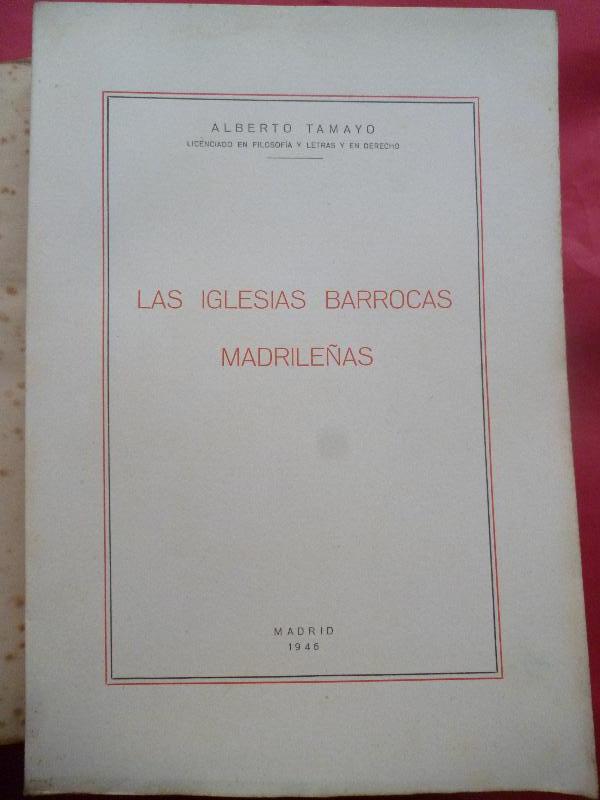 ALBERTO TAMAYO
LICENCIADO EN FILOSOFÍA Y LETRAS Y EN DERECHO
LAS IGLESIAS BARROCAS
MADRILEÑAS
MADRID
1946